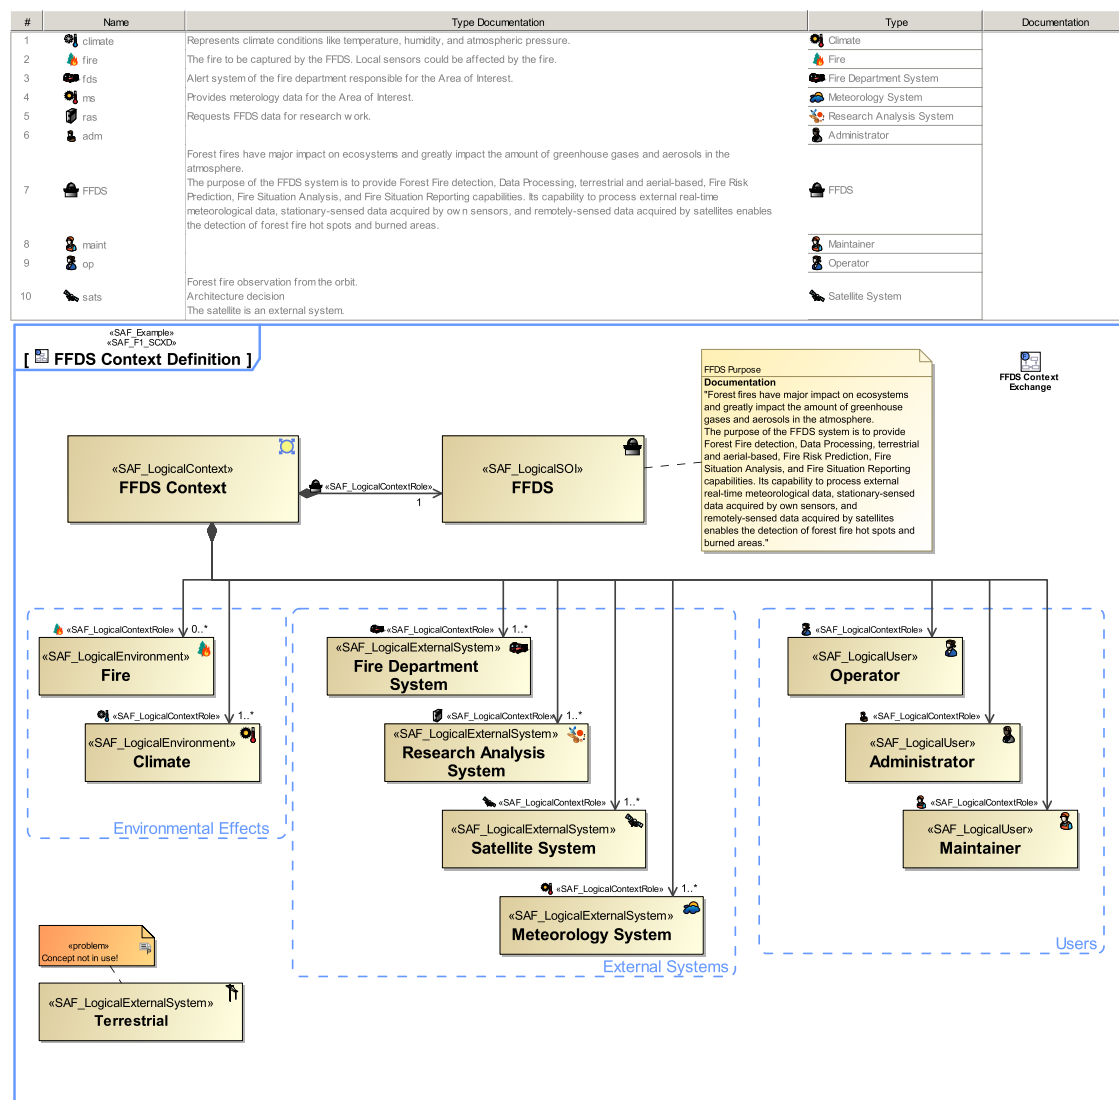 # Name Type Documentation Type Documentation
1 climate Represents climate conditions like temperature, humidity, and atmospheric pressure. Climate
2 fire The fire to be captured by the FFDS. Local sensors could be affected by the fire. Fire
3 fds Alert system of the fire department responsible for the Area of Interest. Fire Department System
4 ms Provides meterology data for the Area of Interest. Meteorology System
5 ras Requests FFDS data for research work. Research Analysis System
6 adm Administrator
Forest fires have major impact on ecosystems and greatly impact the amount of greenhouse gases and aerosols in the
atmosphere.
The purpose of the FFDS system is to provide Forest Fire detection, Data Processing, terrestrial and aerial-based, Fire Risk
7 FFDS Prediction, Fire Situation Analysis, and Fire Situation Reporting capabilities. Its capability to process external real-time FFDS
meteorological data, stationary-sensed data acquired by own sensors, and remotely-sensed data acquired by satellites enables
the detection of forest fire hot spots and burned areas.
8 maint Maintainer
9 op Operator
Forest fire observation from the orbit.
10 sats Architecture decision Satellite System
The satellite is an external system.
«SAF_Example»
«SAF_F1_SCXD»
[ FFDS Context Definition ]
FFDS Purpose
Documentation
"Forest fires have major impact on ecosystems
and greatly impact the amount of greenhouse
gases and aerosols in the atmosphere.
The purpose of the FFDS system is to provide
Forest Fire detection, Data Processing, terrestrial
and aerial-based, Fire Risk Prediction, Fire
Situation Analysis, and Fire Situation Reporting
capabilities. Its capability to process external
real-time meteorological data, stationary-sensed
data acquired by own sensors, and
remotely-sensed data acquired by satellites
enables the detection of forest fire hot spots and
burned areas."
FFDS Context
Exchange
«SAF_LogicalContext»
FFDS Context
«SAF_LogicalContextRole»
1
«SAF_LogicalSOI»
FFDS
«SAF_LogicalContextRole» 0..*
«SAF_LogicalEnvironment»
Fire
«SAF_LogicalContextRole» 1..*
«SAF_LogicalEnvironment»
Climate
Environmental Effects
«SAF_LogicalContextRole» 1..*
«SAF_LogicalExternalSystem»
Fire Department
System
«SAF_LogicalContextRole» 1..*
«SAF_LogicalExternalSystem»
Research Analysis
System
«SAF_LogicalContextRole» 1..*
«SAF_LogicalExternalSystem»
Satellite System
«SAF_LogicalContextRole» 1..*
«SAF_LogicalExternalSystem»
Meteorology System
External Systems
«SAF_LogicalContextRole»
«SAF_LogicalUser»
Operator
«SAF_LogicalContextRole»
«SAF_LogicalUser»
Administrator
«SAF_LogicalContextRole»
«SAF_LogicalUser»
Maintainer
Users
«problem»
Concept not in use!
«SAF_LogicalExternalSystem»
Terrestrial